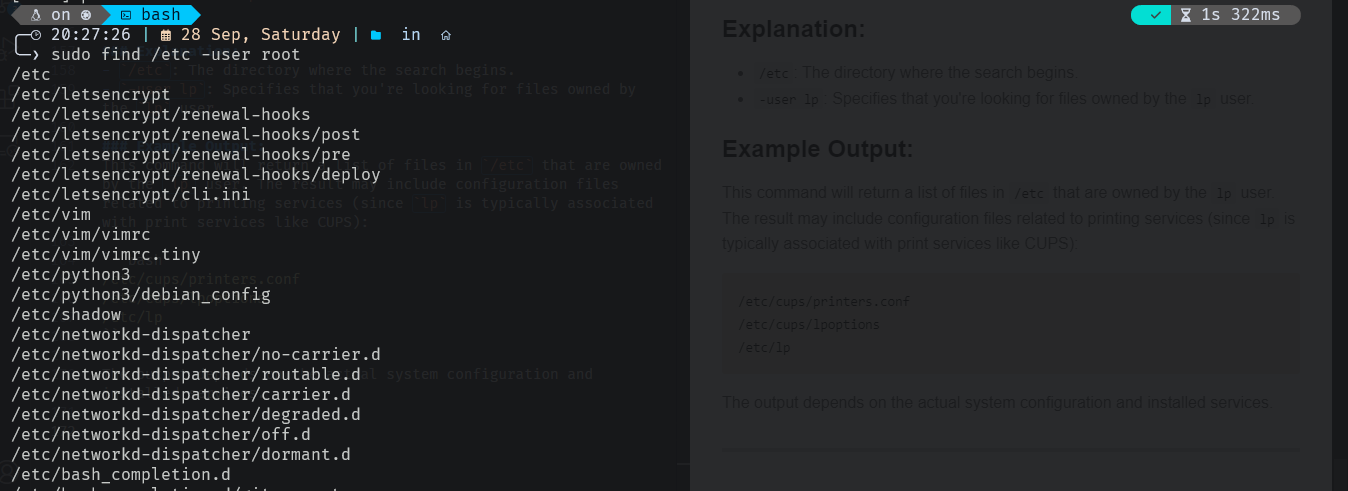 on bash
1s 322ms
20:27:26 | 28 Sep, Saturday | in
sudo find /etc -user root
/etc
/etc/letsencrypt
/etc/letsencrypt/renewal-hooks
/etc/letsencrypt/renewal-hooks/post
/etc/letsencrypt/renewal-hooks/pre
/etc/letsencrypt/renewal-hooks/deploy
/etc/letsencrypt/cli.ini
/etc/vim
/etc/vim/vimrc
/etc/vim/vimrc.tiny
/etc/python3
/etc/python3/debian_config
/etc/shadow
/etc/networkd-dispatcher
/etc/networkd-dispatcher/no-carrier.d
/etc/networkd-dispatcher/routable.d
/etc/networkd-dispatcher/carrier.d
/etc/networkd-dispatcher/degraded.d
/etc/networkd-dispatcher/off.d
/etc/networkd-dispatcher/dormant.d
/etc/bash_completion.d
Explanation:
/etc The directory where the search begins.
-user lp. Specifies that you're looking for files owned by the lp user.
Example Output:
This command will return a list of files in /etc that are owned by the lp user.
The result may include configuration files related to printing services (since lp is
typically associated with print services like CUPS).
/etc/cups/printers.conf
/etc/cups/lpoptions
/etc/lp
The output depends on the actual system configuration and installed services.